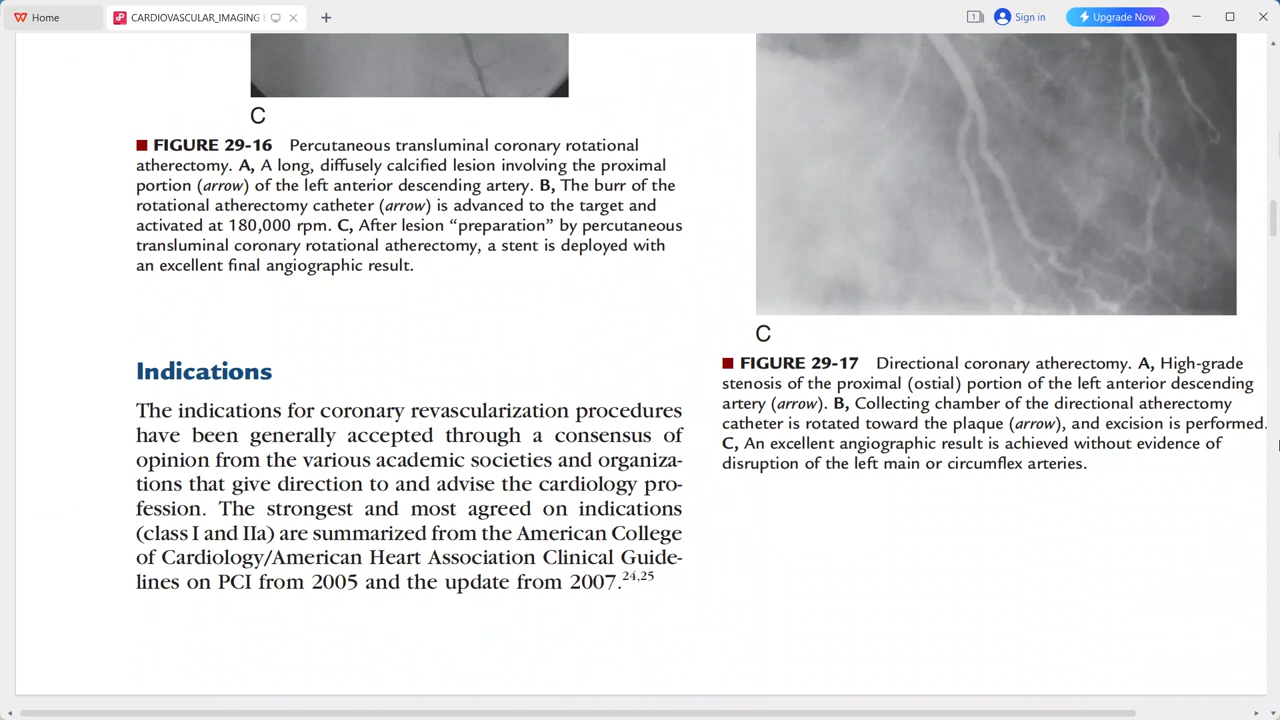 Home
CARDIOVASCULAR_IMAGING
1
Sign in
Upgrade Now
C
FIGURE 29-16 Percutaneous transluminal coronary rotational
atherectomy. A, A long, diffusely calcified lesion involving the proximal
portion (arrow) of the left anterior descending artery. B, The burr of the
rotational atherectomy catheter (arrow) is advanced to the target and
activated at 180,000 rpm. C, After lesion “preparation” by percutaneous
transluminal coronary rotational atherectomy, a stent is deployed with
an excellent final angiographic result.
Indications
The indications for coronary revascularization procedures
have been generally accepted through a consensus of
opinion from the various academic societies and organiza-
tions that give direction to and advise the cardiology pro-
fession. The strongest and most agreed on indications
(class I and IIa) are summarized from the American College
of Cardiology/American Heart Association Clinical Guide-
lines on PCI from 2005 and the update from 2007.24,25
C
FIGURE 29-17 Directional coronary atherectomy. A, High-grade
stenosis of the proximal (ostial) portion of the left anterior descending
artery (arrow). B, Collecting chamber of the directional atherectomy
catheter is rotated toward the plaque (arrow), and excision is performed.
C, An excellent angiographic result is achieved without evidence of
disruption of the left main or circumflex arteries.